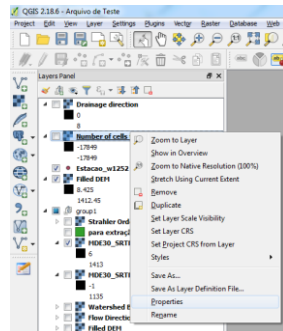 QGIS 2.18.6 - Arquivo de Teste
Project Edit View Layer Settings Plugins Vector Raster Database Web
Layers Panel
Drainage direction
0
8
Number of cells
-17849
-17849
Estacao_w1252
Filled DEM
8.425
1412.45
group1
Strahler Orde
para extraçã
MDE30_SRTI
6
1413
MDE30_SRTI
-1
1135
Watershed B
Flow Directic
Filled DEM
Zoom to Layer
Show in Overview
Zoom to Native Resolution (100%)
Stretch Using Current Extent
Remove
Duplicate
Set Layer Scale Visibility
Set Layer CRS
Set Project CRS from Layer
Styles
Save As...
Save As Layer Definition File...
Properties
Rename